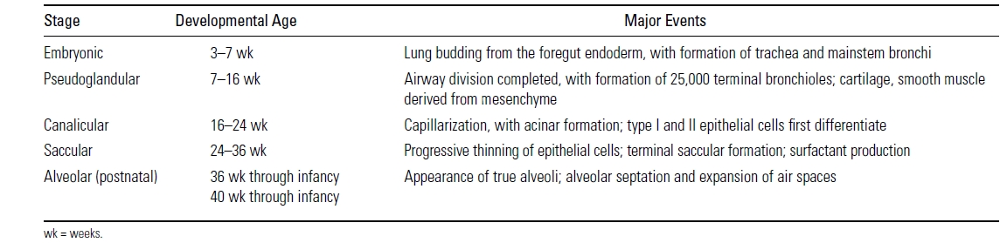 Stage Developmental Age Major Events
Embryonic 3–7 wk Lung budding from the foregut endoderm, with formation of trachea and mainstem bronchi
Pseudoglandular 7–16 wk Airway division completed, with formation of 25,000 terminal bronchioles; cartilage, smooth muscle
derived from mesenchyme
Canalicular 16–24 wk Capillarization, with acinar formation; type I and II epithelial cells first differentiate
Saccular 24–36 wk Progressive thinning of epithelial cells; terminal saccular formation; surfactant production
Alveolar (postnatal) 36 wk through infancy Appearance of true alveoli; alveolar septation and expansion of air spaces
40 wk through infancy
wk = weeks.